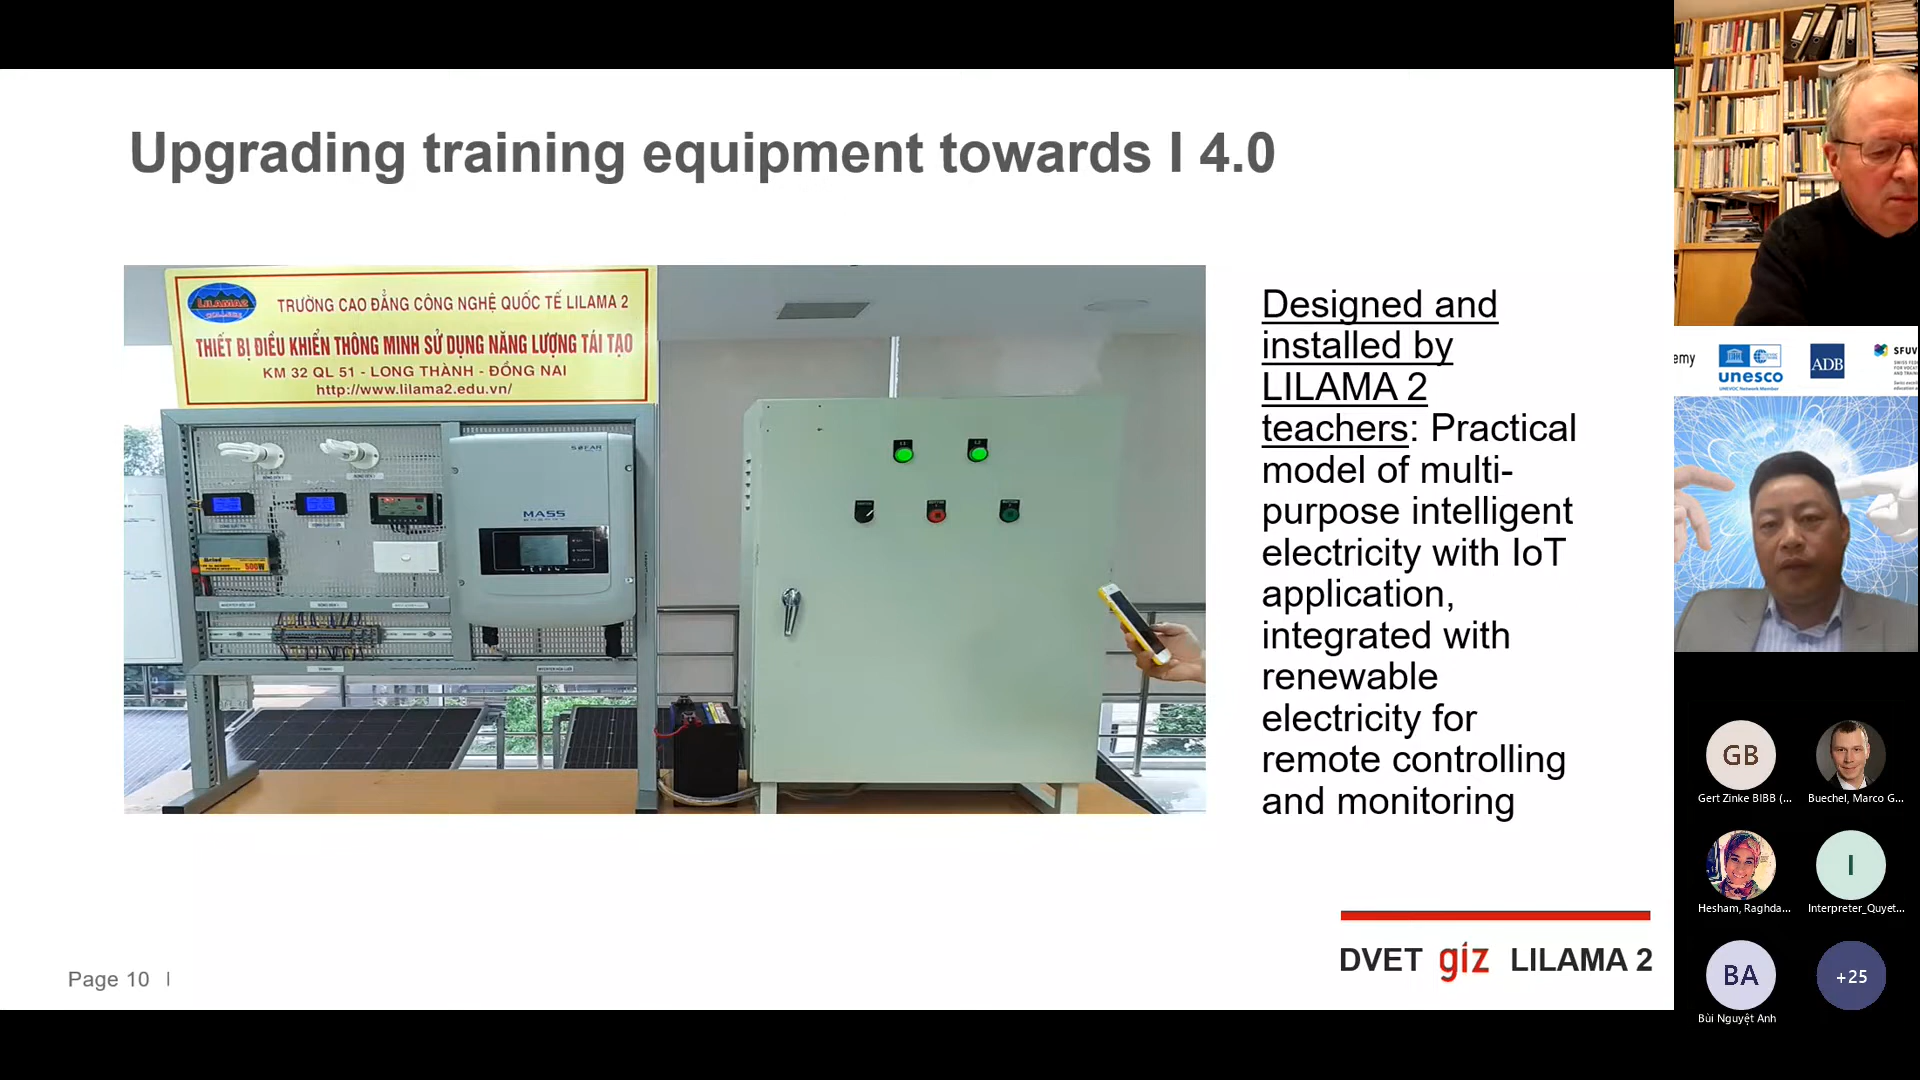 Upgrading training equipment towards I 4.0
LILAMA2
TRƯỜNG CAO ĐẲNG CÔNG NGHỆ QUỐC TẾ LILAMA 2
THIẾT BỊ ĐIỀU KHIỂN THÔNG MINH SỬ DỤNG NĂNG LƯỢNG TÁI TẠO
KM 32 QL 51 - LONG THÀNH - ĐỒNG NAI
http://www.lilama2.edu.vn/
SOFAR
MASS
500W
Designed and
installed by
LILAMA 2
teachers: Practical
model of multi-
purpose intelligent
electricity with IoT
application,
integrated with
renewable
electricity for
remote controlling
and monitoring
DVET giz LILAMA 2
Page 10 I
emy
unesco
ADB
SFUV
GB
Gert Zinke BIBB (...
Buechel, Marco G...
Hesham, Raghda...
I
Interpreter_Quyet...
BA
Bùi Nguyệt Anh
+25